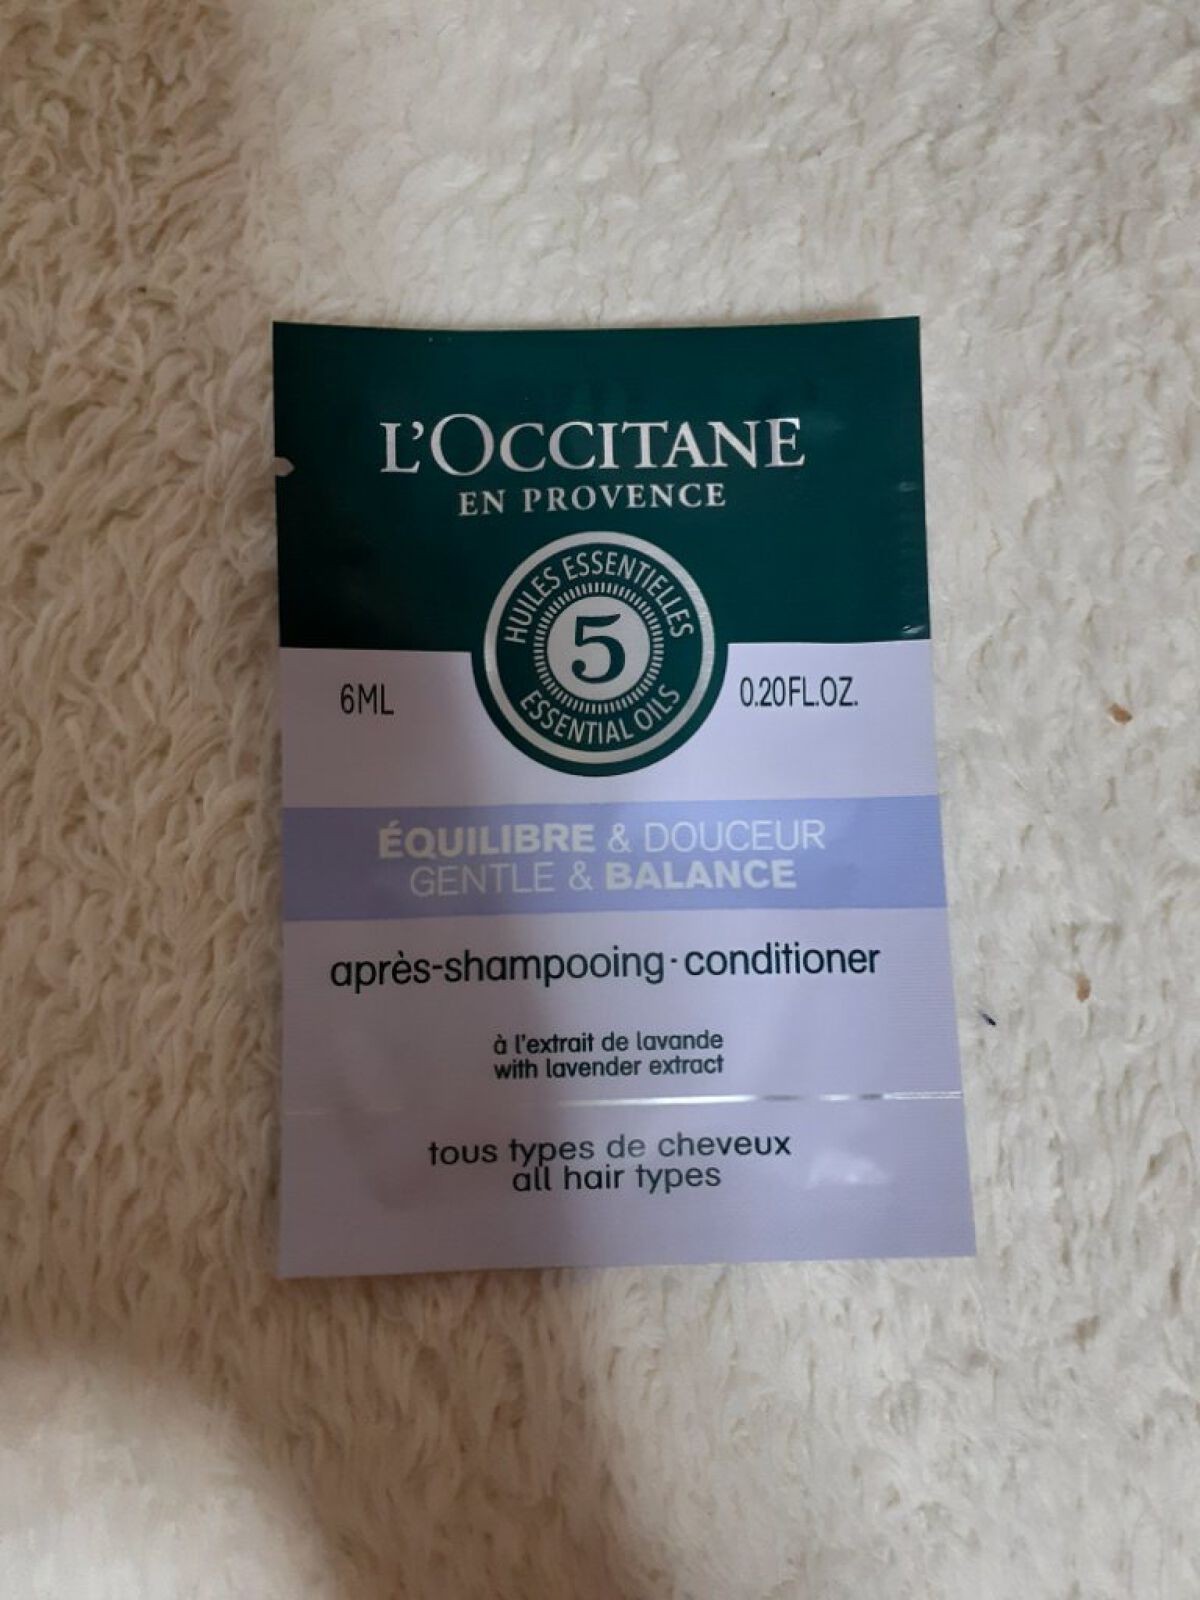 L'OCCITANE
EN PROVENCE
HUILES ESSENTIELLES
5
ESSENTIAL OILS
6ML
0.20FL.OZ.
ÉQUILIBRE & DOUCEUR
GENTLE & BALANCE
après-shampooing · conditioner
à l'extrait de lavande
with lavender extract
tous types de cheveux
all hair types